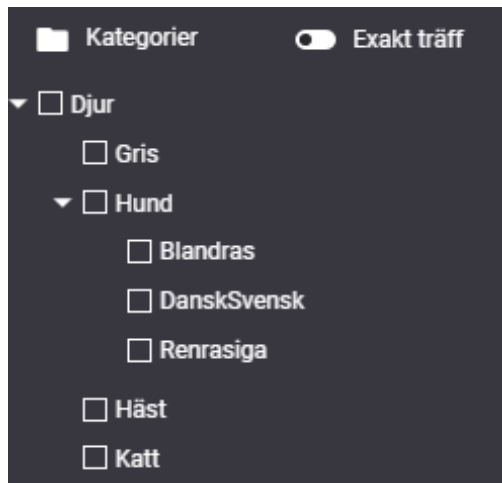 Kategorier Exakt träff
Djur
Gris
Hund
Blandras
DanskSvensk
Renrasiga
Häst
Katt